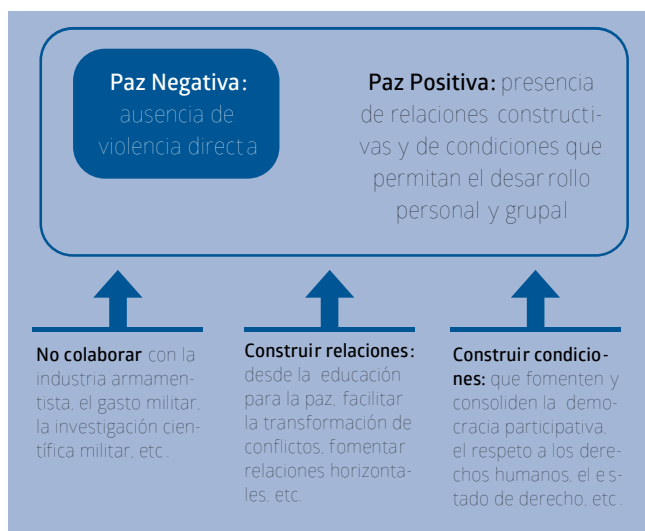 Paz Negativa:
ausencia de
violencia directa
Paz Positiva: presencia
de relaciones constructi-
vas y de condiciones que
permitan el desarrollo
personal y grupal
No colaborar con la
industria armamen-
tista, el gasto militar,
la investigación cien-
tífica militar, etc.
Construir relaciones:
desde la educación
para la paz, facilitar
la transformación de
conflictos, fomentar
relaciones horizonta-
les, etc.
Construir condicio-
nes: que fomenten y
consoliden la demo-
cracia participativa,
el respeto a los dere-
chos humanos, el es-
tado de derecho, etc.